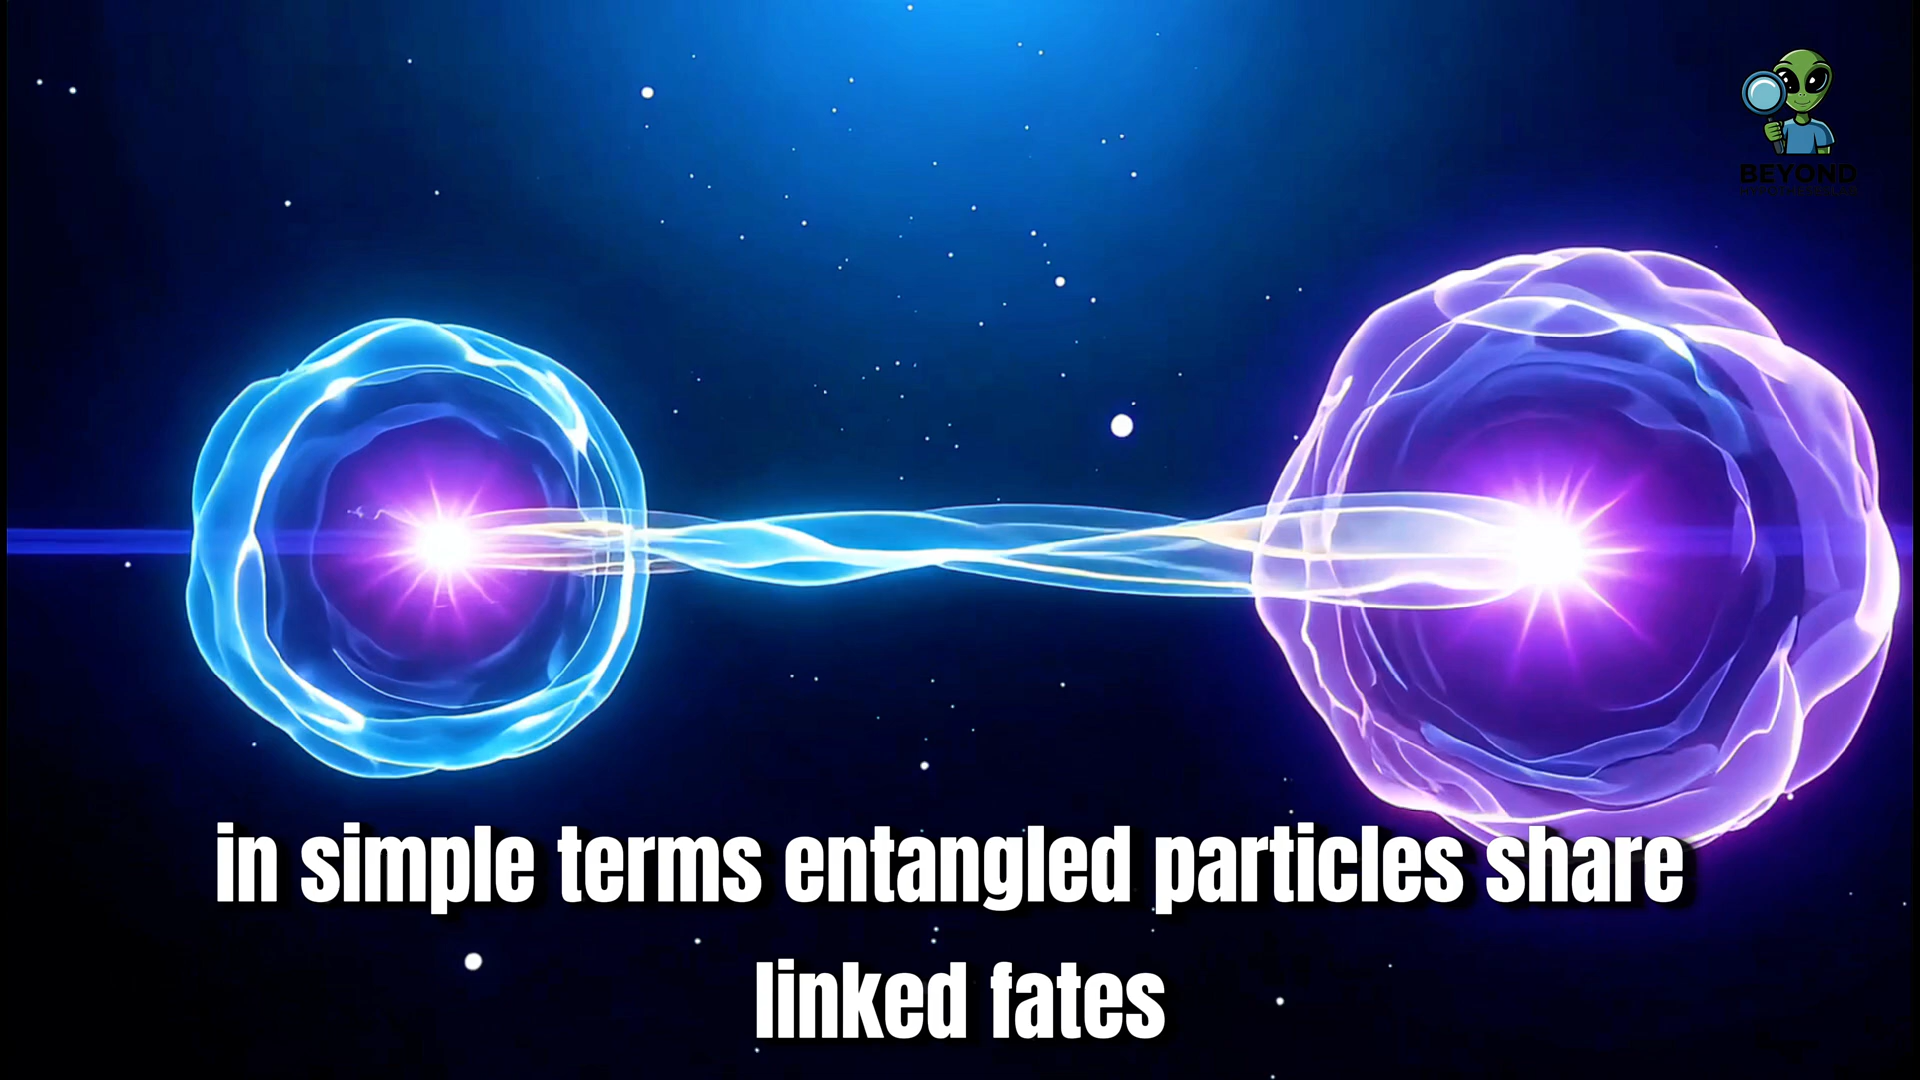 BEYOND
in simple terms entangled particles share
linked fates